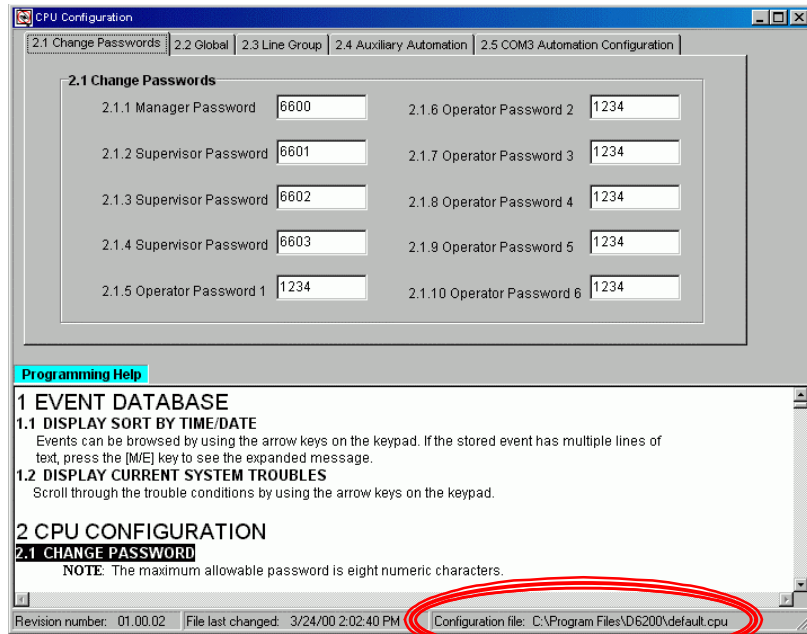 CPU Configuration
2.1 Change Passwords 2.2 Global 2.3 Line Group 2.4 Auxiliary Automation 2.5 COM3 Automation Configuration
2.1 Change Passwords
2.1.1 Manager Password 6600
2.1.2 Supervisor Password 6601
2.1.3 Supervisor Password 6602
2.1.4 Supervisor Password 6603
2.1.5 Operator Password 1 1234
2.1.6 Operator Password 2 1234
2.1.7 Operator Password 3 1234
2.1.8 Operator Password 4 1234
2.1.9 Operator Password 5 1234
2.1.10 Operator Password 6 1234
Programming Help
1 EVENT DATABASE
1.1 DISPLAY SORT BY TIME/DATE
Events can be browsed by using the arrow keys on the keypad. If the stored event has multiple lines of
text, press the [M/E] key to see the expanded message.
1.2 DISPLAY CURRENT SYSTEM TROUBLES
Scroll through the trouble conditions by using the arrow keys on the keypad.
2 CPU CONFIGURATION
2.1 CHANGE PASSWORD
NOTE: The maximum allowable password is eight numeric characters.
Revision number: 01.00.02 File last changed: 3/24/00 2:02:40 PM Configuration file: C:\Program Files\D6200\default.cpu